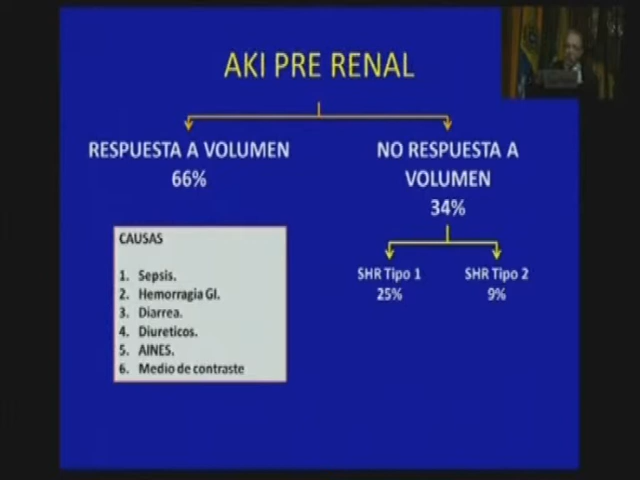 AKI PRE RENAL
RESPUESTA A VOLUMEN
66%
NO RESPUESTA A
VOLUMEN
34%
CAUSAS
1. Sepsis.
2. Hemorragia GI.
3. Diarrea.
4. Diureticos.
5. AINES.
6. Medio de contraste
SHR Tipo 1
25%
SHR Tipo 2
9%